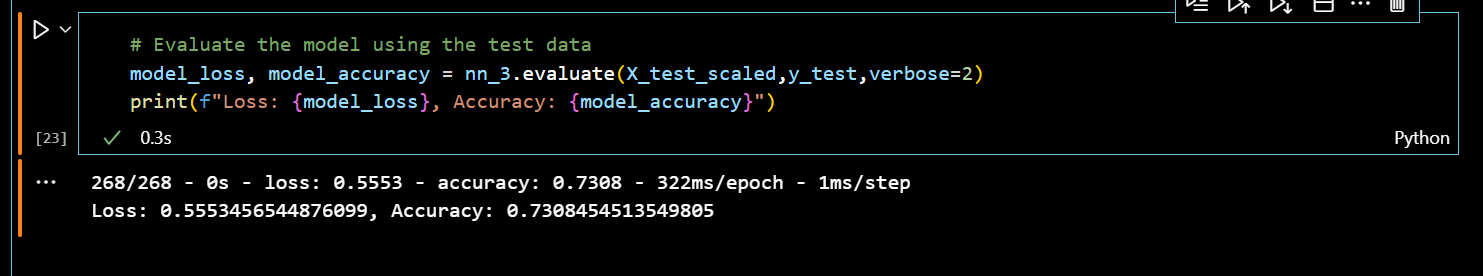 # Evaluate the model using the test data
model_loss, model_accuracy = nn_3.evaluate(X_test_scaled,y_test,verbose=2)
print(f"Loss: {model_loss}, Accuracy: {model_accuracy}")
[23]
0.3s
Python
268/268 - 0s - loss: 0.5553 - accuracy: 0.7308 - 322ms/epoch - 1ms/step
Loss: 0.5553456544876099, Accuracy: 0.7308454513549805